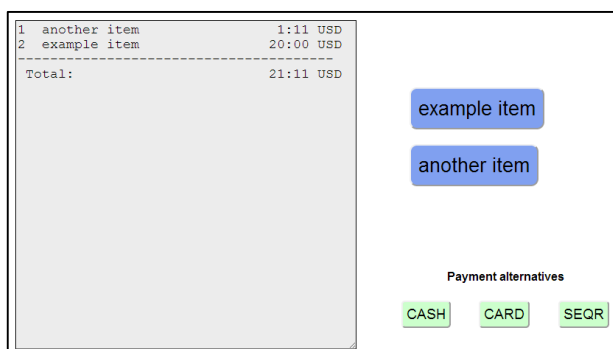 1 another item 1:11 USD
2 example item 20:00 USD
----------------------------------------
Total: 21:11 USD
example item
another item
Payment alternatives
CASH CARD SEQR